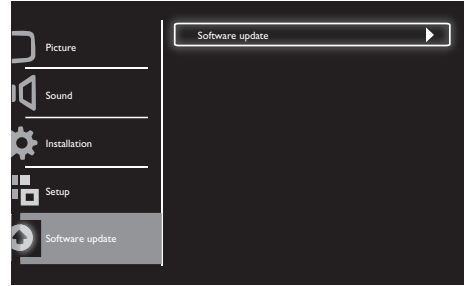 Picture
Sound
Installation
Setup
Software update
Software update